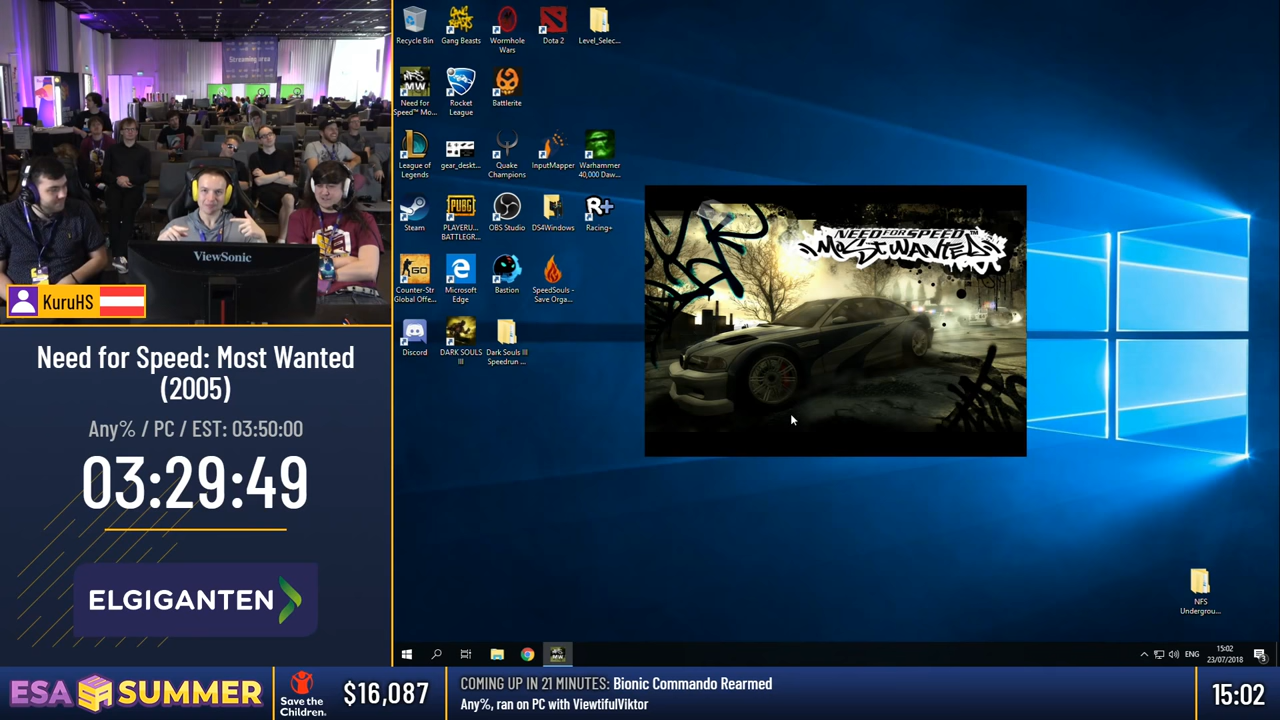 Streaming area
ViewSonic
KuruHS
Need for Speed: Most Wanted
(2005)
Any% / PC / EST: 03:50:00
03:29:49
ELGIGANTEN
Recycle Bin
Gang Beasts
Wormhole
Wars
Dota 2
Level_Selec...
Need for
Speed™ Mo...
Rocket
League
Battlerite
League of
Legends
gear_deskt...
Quake
Champions
InputMapper
Warhammer
40,000 Daw...
Steam
PUBG
PLAYERU...
BATTLEGR...
OBS Studio
DS4Windows
R+
Racing+
GO
Counter-Str
Global Offe...
Microsoft
Edge
Bastion
SpeedSouls -
Save Orga...
Discord
DARK SOULS
III
Dark Souls III
Speedrun ...
NEED FOR SPEED™
MOST WANTED
NFS
Undergrou...
ENG
15:02
23/07/2018
ESA SUMMER
Save the
Children.
$16,087
COMING UP IN 21 MINUTES: Bionic Commando Rearmed
Any%, ran on PC with ViewtifulViktor
15:02